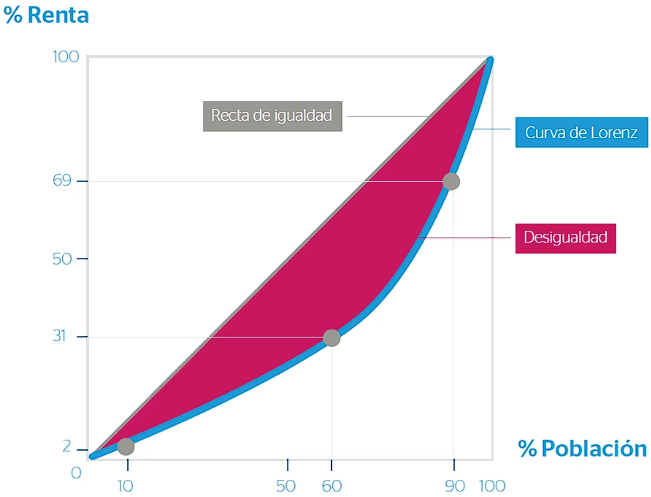 % Renta
100
Recta de igualdad
Curva de Lorenz
69
Desigualdad
50
31
2
% Población
0
10
50
60
90
100